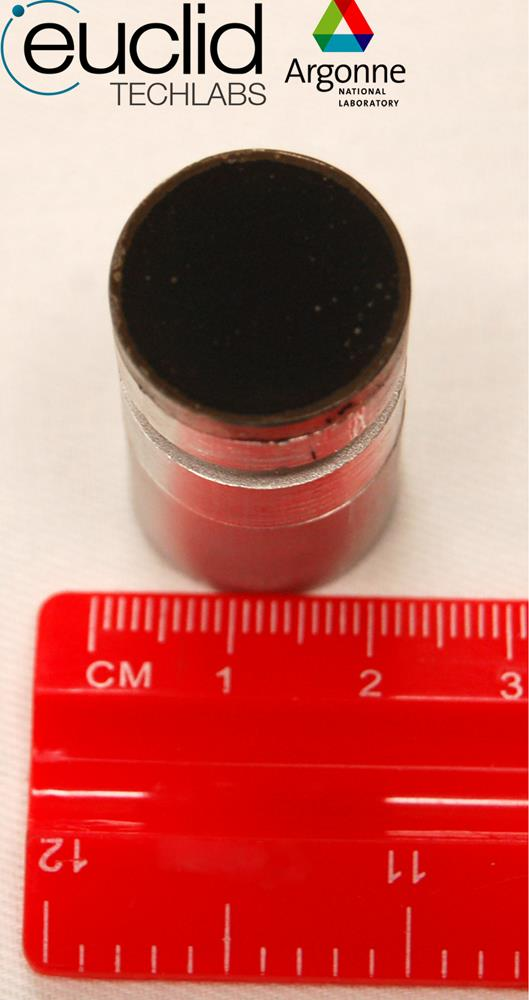 euclid
TECHLABS
Argonne
NATIONAL
LABORATORY
CM 1 2 3
12 11